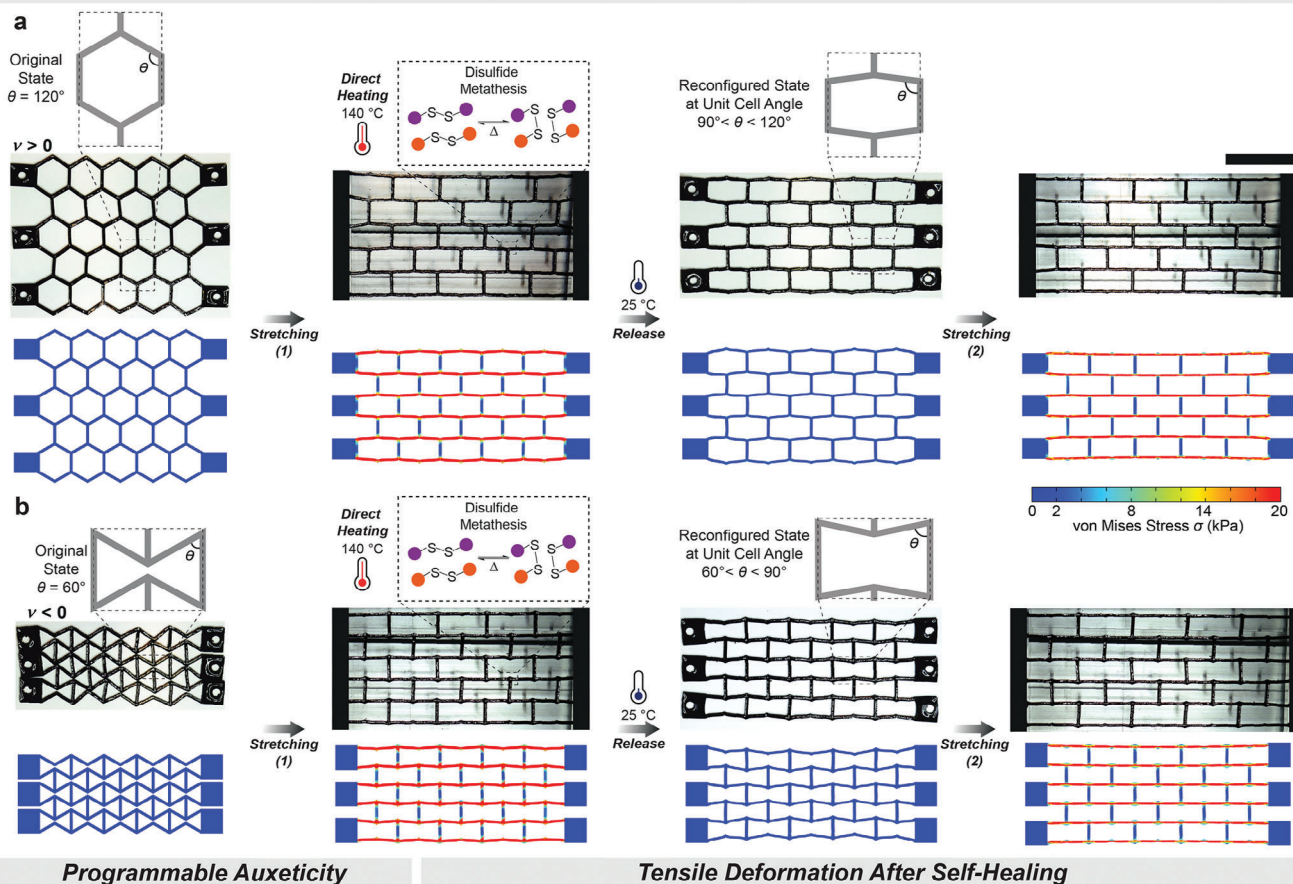 a
Original
State
θ = 120°
θ
ν > 0
Direct
Heating
140 °C
Disulfide
Metathesis
S
S
S
S
Δ
S
S
S
S
Reconfigured State
at Unit Cell Angle
90°< θ < 120°
θ
Stretching
(1)
25 °C
Release
Stretching
(2)
0 2 8 14 20
von Mises Stress σ (kPa)
b
Original
State
θ = 60°
θ
ν < 0
Direct
Heating
140 °C
Disulfide
Metathesis
S
S
S
S
Δ
S
S
S
S
Reconfigured State
at Unit Cell Angle
60°< θ < 90°
θ
Stretching
(1)
25 °C
Release
Stretching
(2)
Programmable Auxeticity
Tensile Deformation After Self-Healing